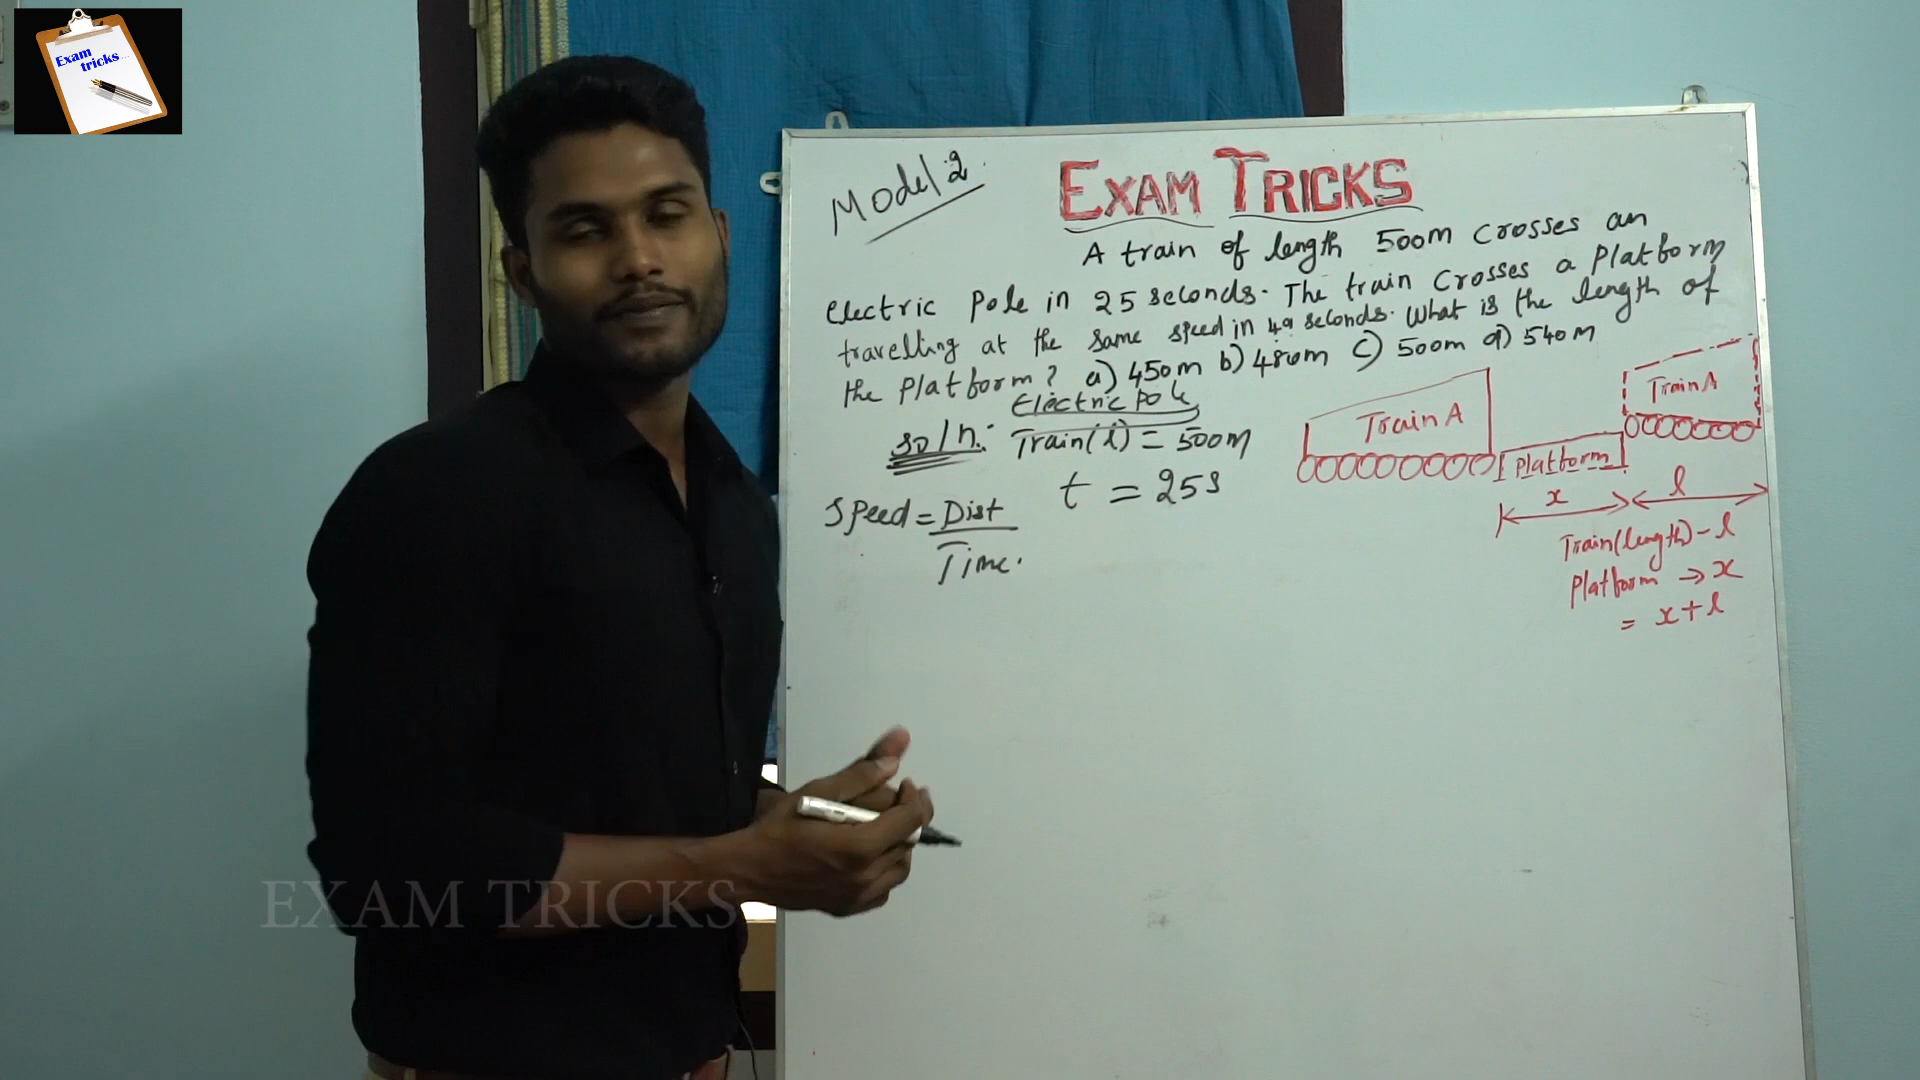 Exam
tricks...
Model 2.
EXAM TRICKS
A train of length 500m crosses an
electric pole in 25 seconds. The train crosses a platform
travelling at the same speed in 49 seconds. What is the length of
the platform? a) 450m b) 480m c) 500m d) 540m
Electric pole
soln:- Train(l) = 500m
t = 25s
Speed = Dist
Time.
Train A
Train A
Platform
x l
Train(length) - l
Platform → x
= x + l
EXAM TRICKS